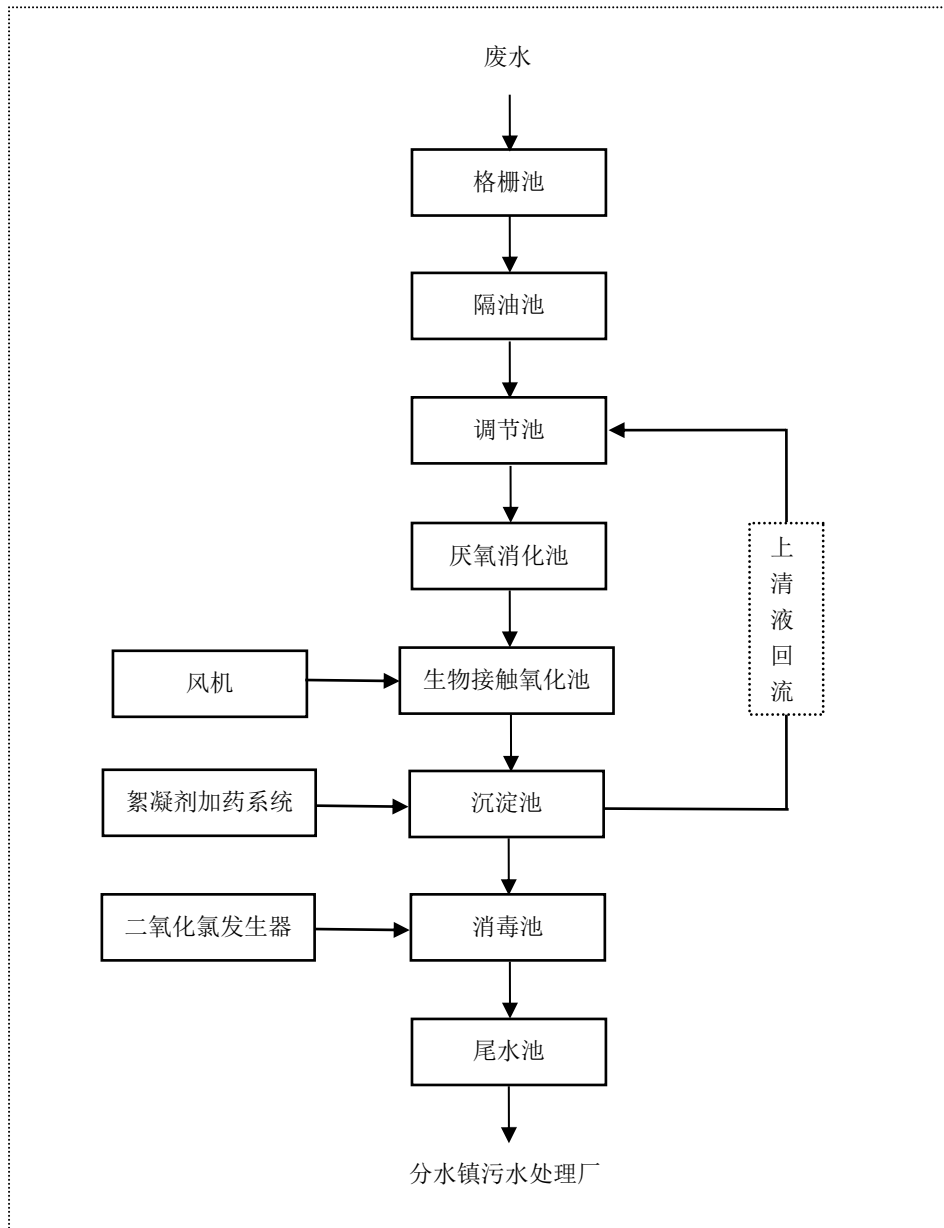 废水
格栅池
隔油池
调节池
厌氧消化池
上
清
液
回
流
风机
生物接触氧化池
絮凝剂加药系统
沉淀池
二氧化氯发生器
消毒池
尾水池
分水镇污水处理厂